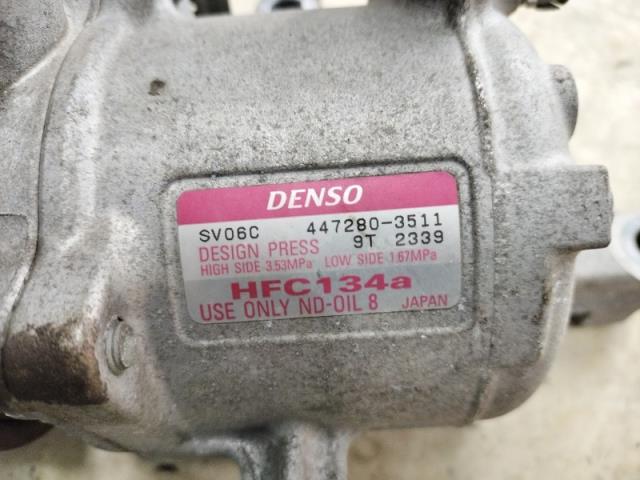 DENSO
SV06C 447280-3511
DESIGN PRESS 9T 2339
HIGH SIDE 3.53MPa LOW SIDE 1.67MPa
HFC134a
USE ONLY ND-OIL 8 JAPAN